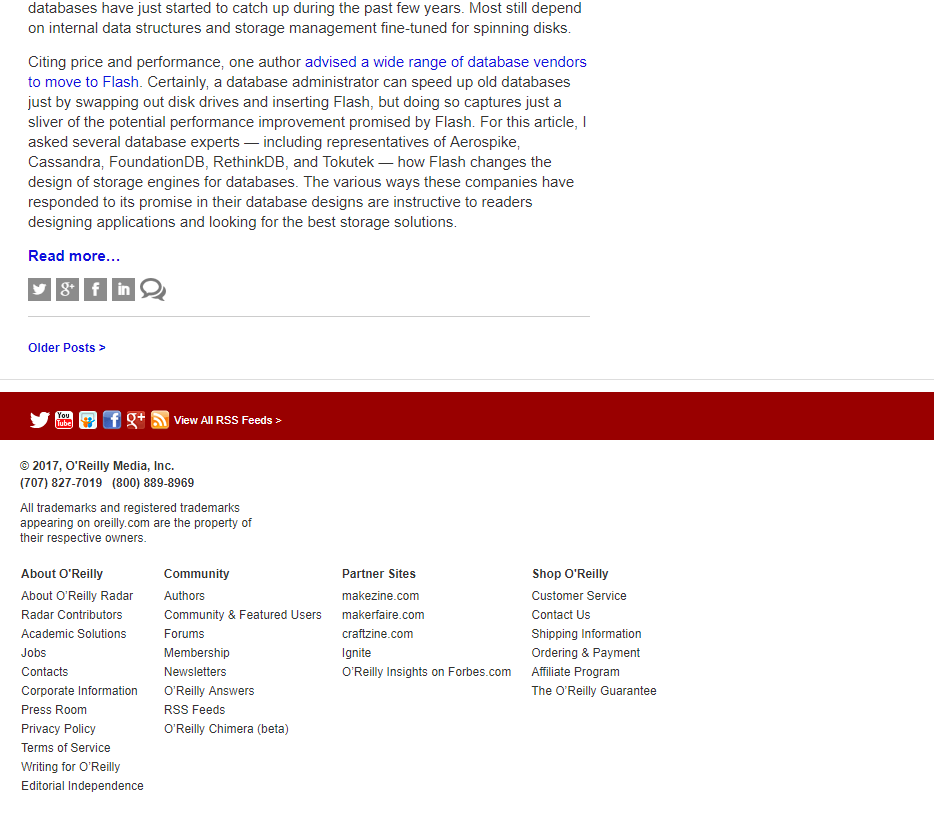 databases have just started to catch up during the past few years. Most still depend
on internal data structures and storage management fine-tuned for spinning disks.
Citing price and performance, one author advised a wide range of database vendors
to move to Flash. Certainly, a database administrator can speed up old databases
just by swapping out disk drives and inserting Flash, but doing so captures just a
sliver of the potential performance improvement promised by Flash. For this article, I
asked several database experts — including representatives of Aerospike,
Cassandra, FoundationDB, RethinkDB, and Tokutek — how Flash changes the
design of storage engines for databases. The various ways these companies have
responded to its promise in their database designs are instructive to readers
designing applications and looking for the best storage solutions.
Read more…
Older Posts >
You Tube
View All RSS Feeds >
© 2017, O'Reilly Media, Inc.
(707) 827-7019 (800) 889-8969
All trademarks and registered trademarks
appearing on oreilly.com are the property of
their respective owners.
About O'Reilly
About O'Reilly Radar
Radar Contributors
Academic Solutions
Jobs
Contacts
Corporate Information
Press Room
Privacy Policy
Terms of Service
Writing for O'Reilly
Editorial Independence
Community
Authors
Community & Featured Users
Forums
Membership
Newsletters
O'Reilly Answers
RSS Feeds
O'Reilly Chimera (beta)
Partner Sites
makezine.com
makerfaire.com
craftzine.com
Ignite
O'Reilly Insights on Forbes.com
Shop O'Reilly
Customer Service
Contact Us
Shipping Information
Ordering & Payment
Affiliate Program
The O'Reilly Guarantee